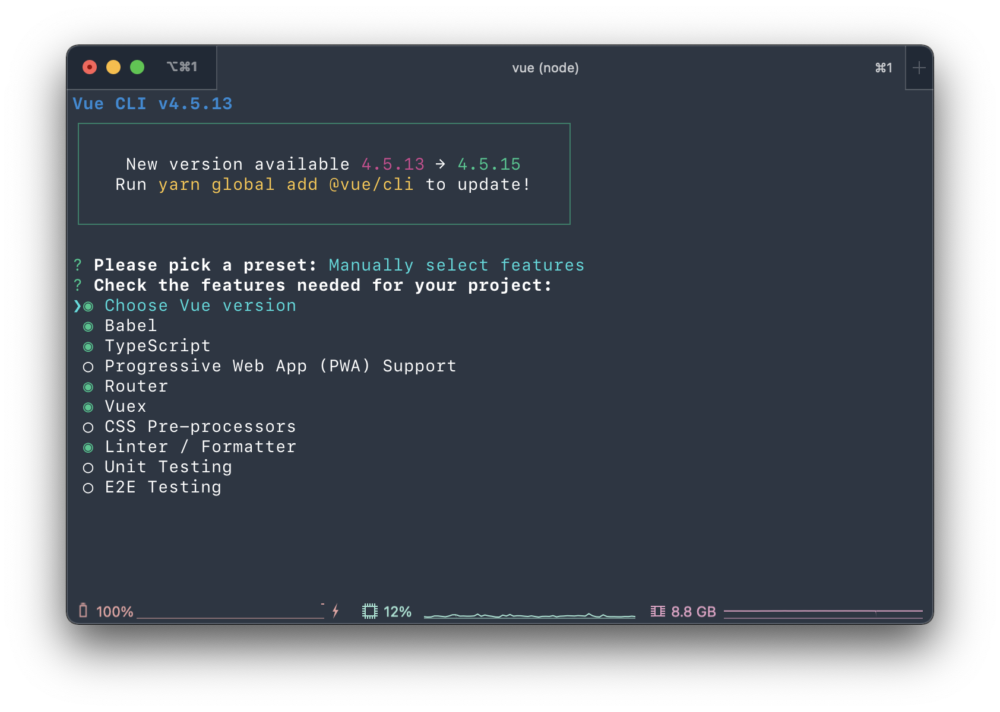 ⌥⌘1 vue (node) ⌘1
Vue CLI v4.5.13
New version available 4.5.13 → 4.5.15
Run yarn global add @vue/cli to update!
? Please pick a preset: Manually select features
? Check the features needed for your project:
❯◉ Choose Vue version
◉ Babel
◉ TypeScript
◯ Progressive Web App (PWA) Support
◉ Router
◉ Vuex
◯ CSS Pre-processors
◉ Linter / Formatter
◯ Unit Testing
◯ E2E Testing
100% 12% 8.8 GB